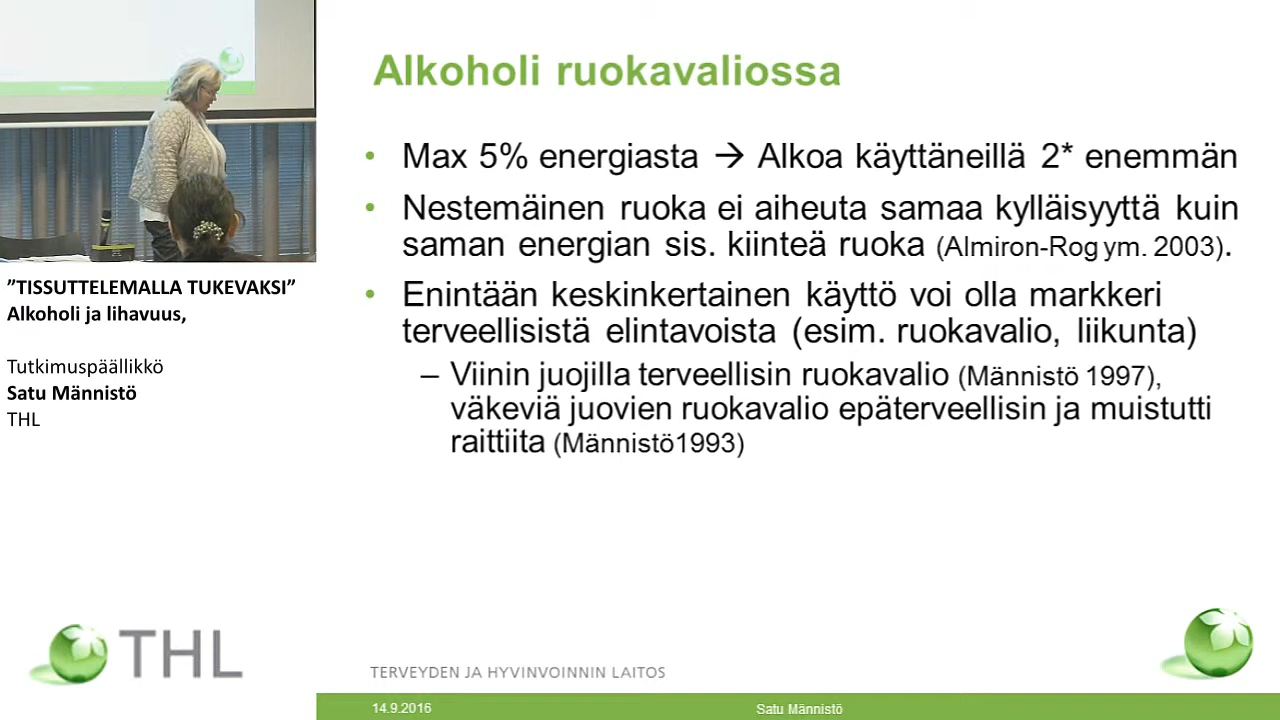 Alkoholi ruokavaliossa
• Max 5% energiasta → Alkoa käyttäneillä 2* enemmän
• Nestemäinen ruoka ei aiheuta samaa kylläisyyttä kuin
saman energian sis. kiinteä ruoka (Almiron-Rog ym. 2003).
• Enintään keskinkertainen käyttö voi olla markkeri
terveellisistä elintavoista (esim. ruokavalio, liikunta)
– Viinin juojilla terveellisin ruokavalio (Männistö 1997),
väkeviä juovien ruokavalio epäterveellisin ja muistutti
raittiita (Männistö1993)
”TISSUTTELEMALLA TUKEVAKSI”
Alkoholi ja lihavuus,
Tutkimuspäällikkö
Satu Männistö
THL
THL
TERVEYDEN JA HYVINVOINNIN LAITOS
14.9.2016
Satu Männistö